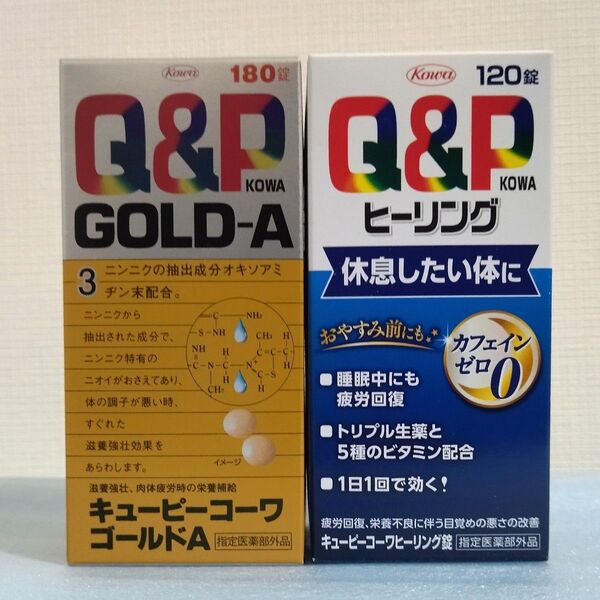 Kowa
180錠
Q&P
KOWA
GOLD-A
3 ニンニクの抽出成分オキソアミ
ヂン末配合。
ニンニクから
抽出された成分で、
ニンニク特有の
ニオイがおさえてあり、
体の調子が悪い時、
すぐれた
滋養強壮効果を
あらわします。
イメージ
滋養強壮、肉体疲労時の栄養補給
キューピーコーワ
ゴールドA
指定医薬部外品
Kowa
120錠
Q&P
KOWA
ヒーリング
休息したい体に
おやすみ前にも
カフェイン
ゼロ0
睡眠中にも
疲労回復
トリプル生薬と
5種のビタミン配合
1日1回で効く!
疲労回復、栄養不良に伴う目覚めの悪さの改善
キューピーコーワヒーリング錠 指定医薬部外品